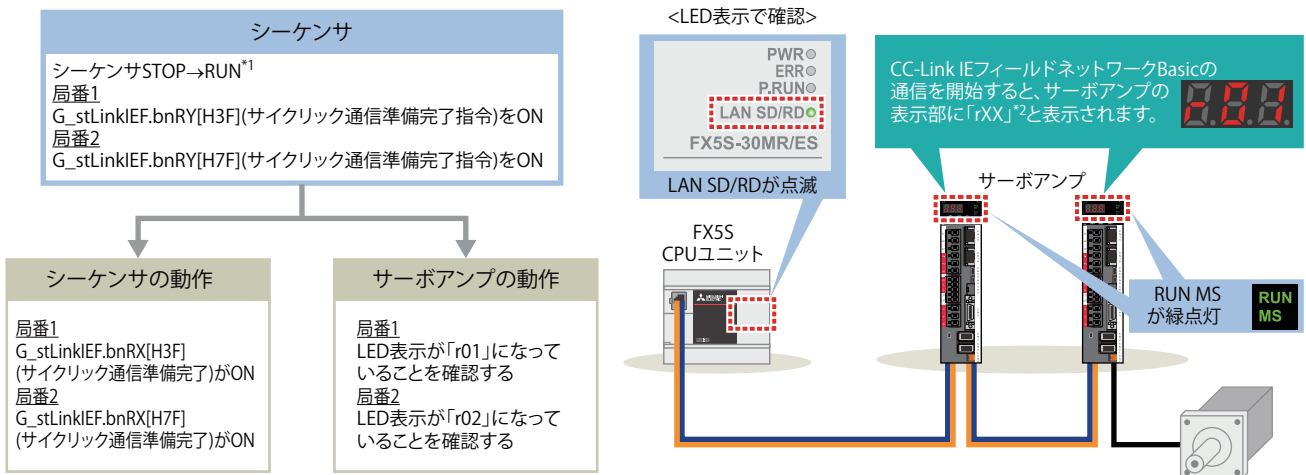 シーケンサ
シーケンサSTOP→RUN*1
局番1
G_stLinkIEF.bnRY[H3F](サイクリック通信準備完了指令)をON
局番2
G_stLinkIEF.bnRY[H7F](サイクリック通信準備完了指令)をON
シーケンサの動作
局番1
G_stLinkIEF.bnRX[H3F]
(サイクリック通信準備完了)がON
局番2
G_stLinkIEF.bnRX[H7F]
(サイクリック通信準備完了)がON
サーボアンプの動作
局番1
LED表示が「r01」になって
いることを確認する
局番2
LED表示が「r02」になって
いることを確認する
<LED表示で確認>
PWR
ERR
P.RUN
LAN SD/RD
FX5S-30MR/ES
LAN SD/RDが点滅
FX5S
CPUユニット
CC-Link IEフィールドネットワークBasicの
通信を開始すると、サーボアンプの
表示部に「rXX」*2と表示されます。
r01
サーボアンプ
RUN MS
が緑点灯
RUN
MS